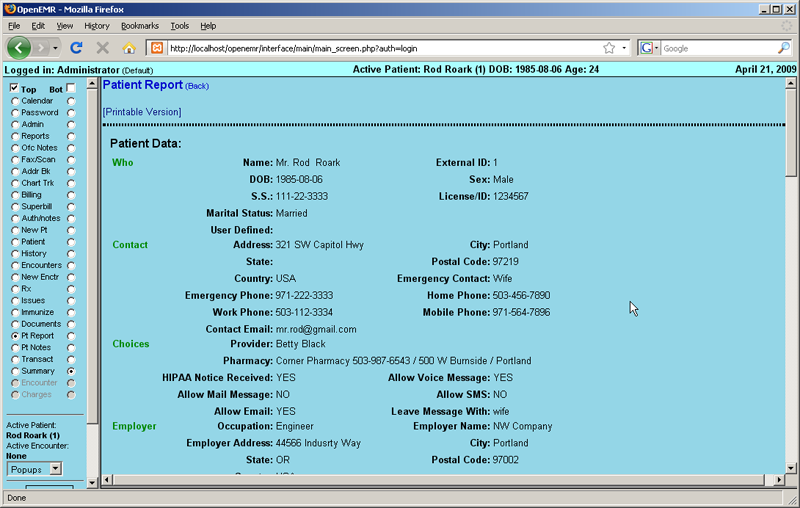 OpenEMR - Mozilla Firefox
File Edit View History Bookmarks Tools Help
http://localhost/openemr/interface/main/main_screen.php?auth=login
Google
Logged in: Administrator (Default) Active Patient: Rod Roark (1) DOB: 1985-08-06 Age: 24 April 21, 2009
Top Bot
Calendar
Password
Admin
Reports
Ofc Notes
Fax/Scan
Addr Bk
Chart Trk
Billing
Superbill
Auth/notes
New Pt
Patient
History
Encounters
New Enctr
Rx
Issues
Immunize
Documents
Pt Report
Pt Notes
Transact
Summary
Encounter
Charges
Active Patient:
Rod Roark (1)
Active Encounter:
None
Popups
Patient Report (Back)
[Printable Version]
Patient Data:
Who Name: Mr. Rod Roark External ID: 1
DOB: 1985-08-06 Sex: Male
S.S.: 111-22-3333 License/ID: 1234567
Marital Status: Married
User Defined:
Contact Address: 321 SW Capitol Hwy City: Portland
State: Postal Code: 97219
Country: USA Emergency Contact: Wife
Emergency Phone: 971-222-3333 Home Phone: 503-456-7890
Work Phone: 503-112-3334 Mobile Phone: 971-564-7896
Contact Email: mr.rod@gmail.com
Choices Provider: Betty Black
Pharmacy: Corner Pharmacy 503-987-6543 / 500 W Burnside / Portland
HIPAA Notice Received: YES Allow Voice Message: YES
Allow Mail Message: NO Allow SMS: NO
Allow Email: YES Leave Message With: wife
Employer Occupation: Engineer Employer Name: NW Company
Employer Address: 44566 Indusrty Way City: Portland
State: OR Postal Code: 97002
Done